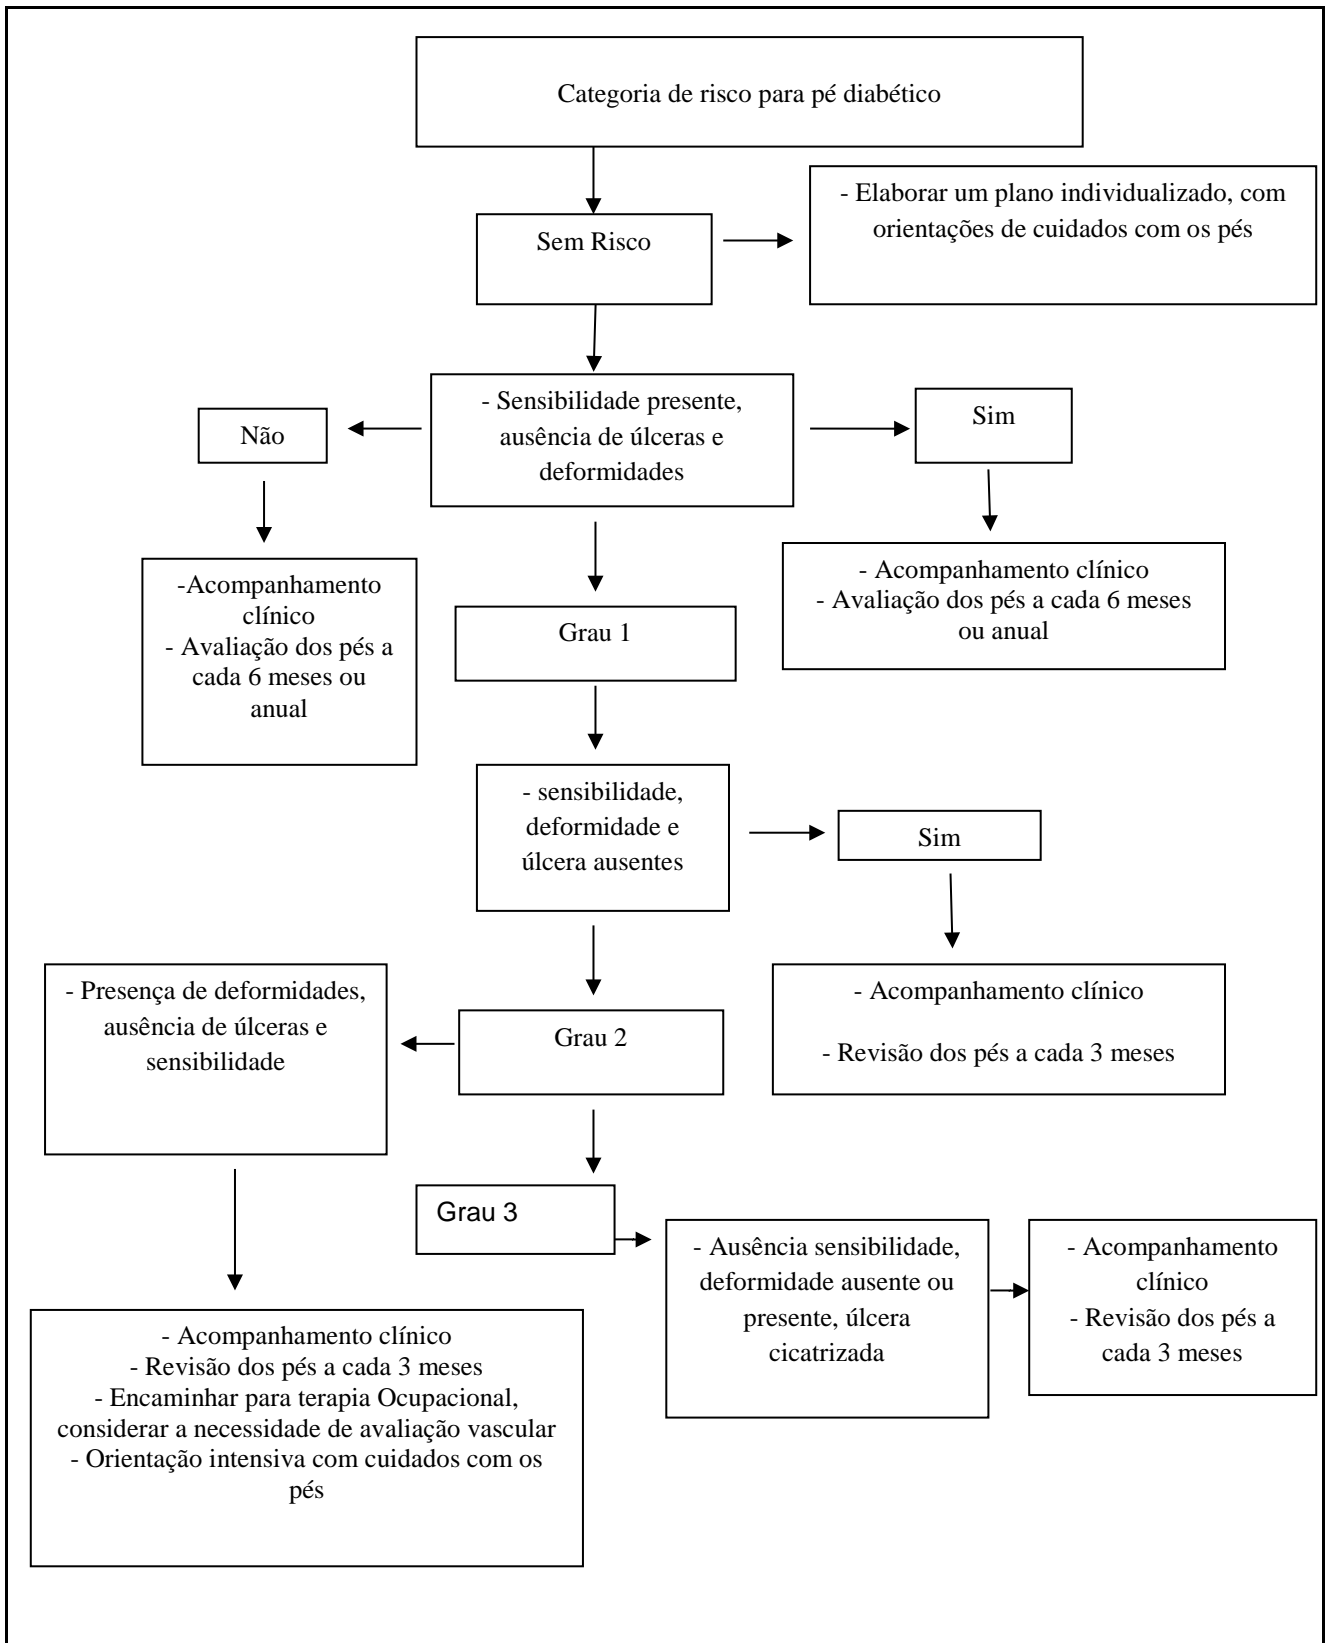 Categoria de risco para pé diabético
- Elaborar um plano individualizado, com
orientações de cuidados com os pés
Sem Risco
- Sensibilidade presente,
ausência de úlceras e
deformidades
Não
Sim
-Acompanhamento
clínico
- Avaliação dos pés a
cada 6 meses ou
anual
- Acompanhamento clínico
- Avaliação dos pés a cada 6 meses
ou anual
Grau 1
- sensibilidade,
deformidade e
úlcera ausentes
Sim
- Acompanhamento clínico
- Revisão dos pés a cada 3 meses
Grau 2
- Presença de deformidades,
ausência de úlceras e
sensibilidade
- Acompanhamento clínico
- Revisão dos pés a cada 3 meses
- Encaminhar para terapia Ocupacional,
considerar a necessidade de avaliação vascular
- Orientação intensiva com cuidados com os
pés
Grau 3
- Ausência sensibilidade,
deformidade ausente ou
presente, úlcera
cicatrizada
- Acompanhamento
clínico
- Revisão dos pés a
cada 3 meses